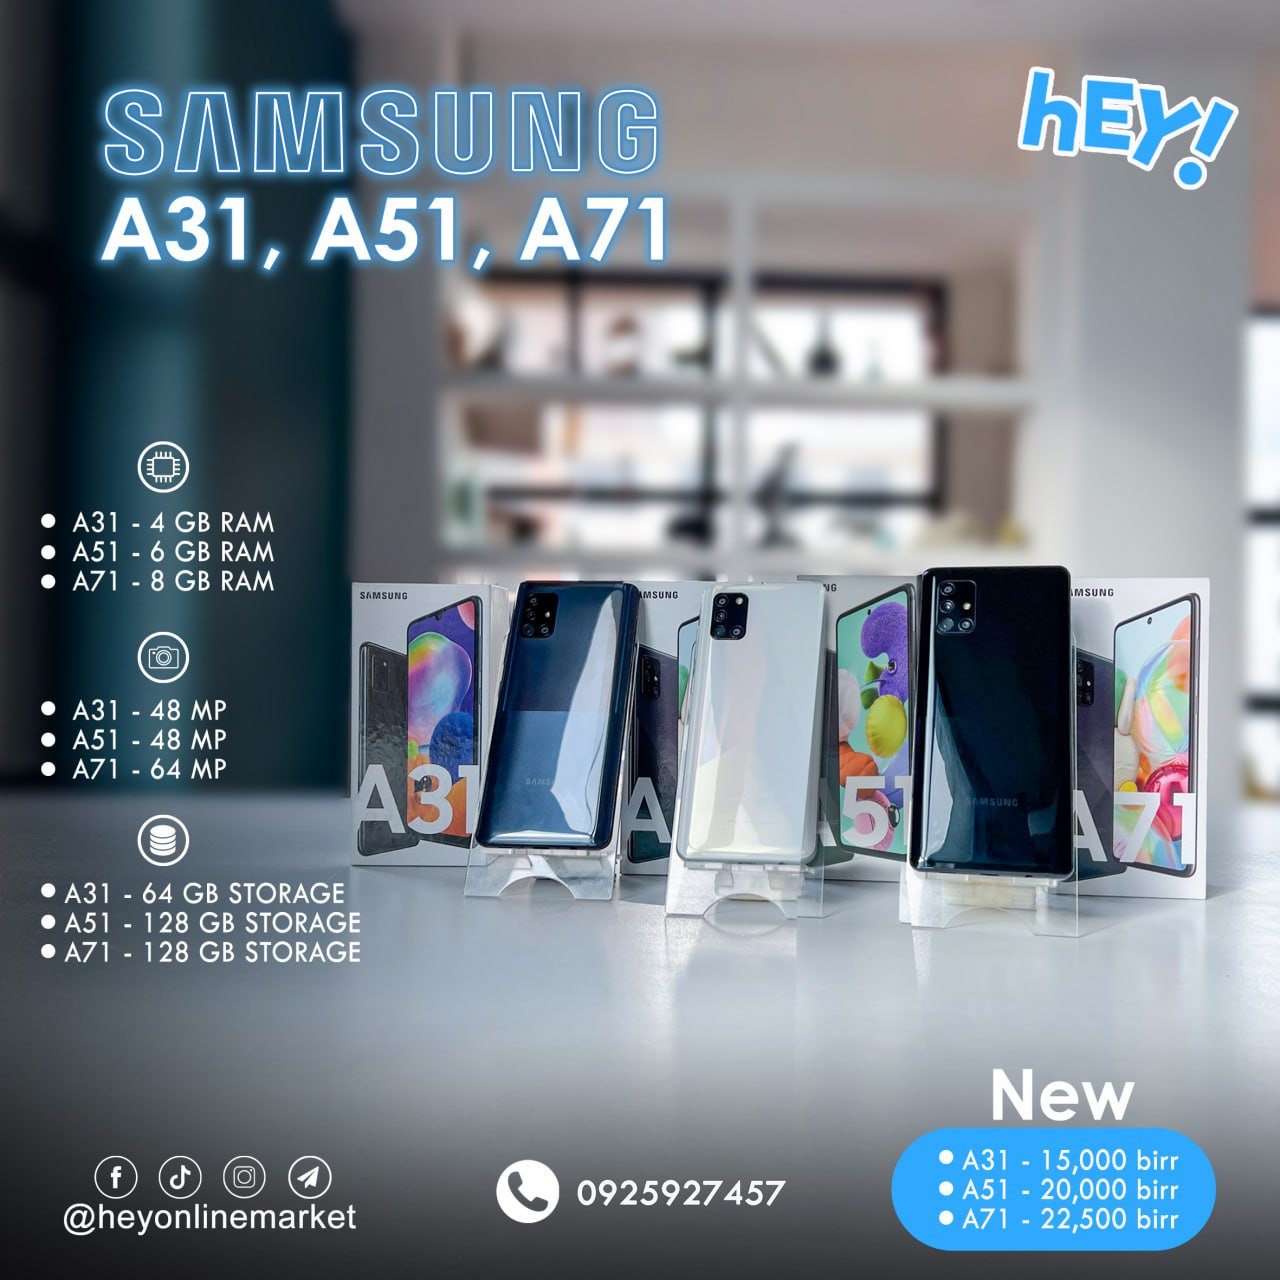 SAMSUNG
A31, A51, A71
hEY!
A31 - 4 GB RAM
A51 - 6 GB RAM
A71 - 8 GB RAM
A31 - 48 MP
A51 - 48 MP
A71 - 64 MP
A31 - 64 GB STORAGE
A51 - 128 GB STORAGE
A71 - 128 GB STORAGE
SAMSUNG
A31
A51
SAMSUNG
A71
New
A31 - 15,000 birr
A51 - 20,000 birr
A71 - 22,500 birr
@heyonlinemarket
0925927457